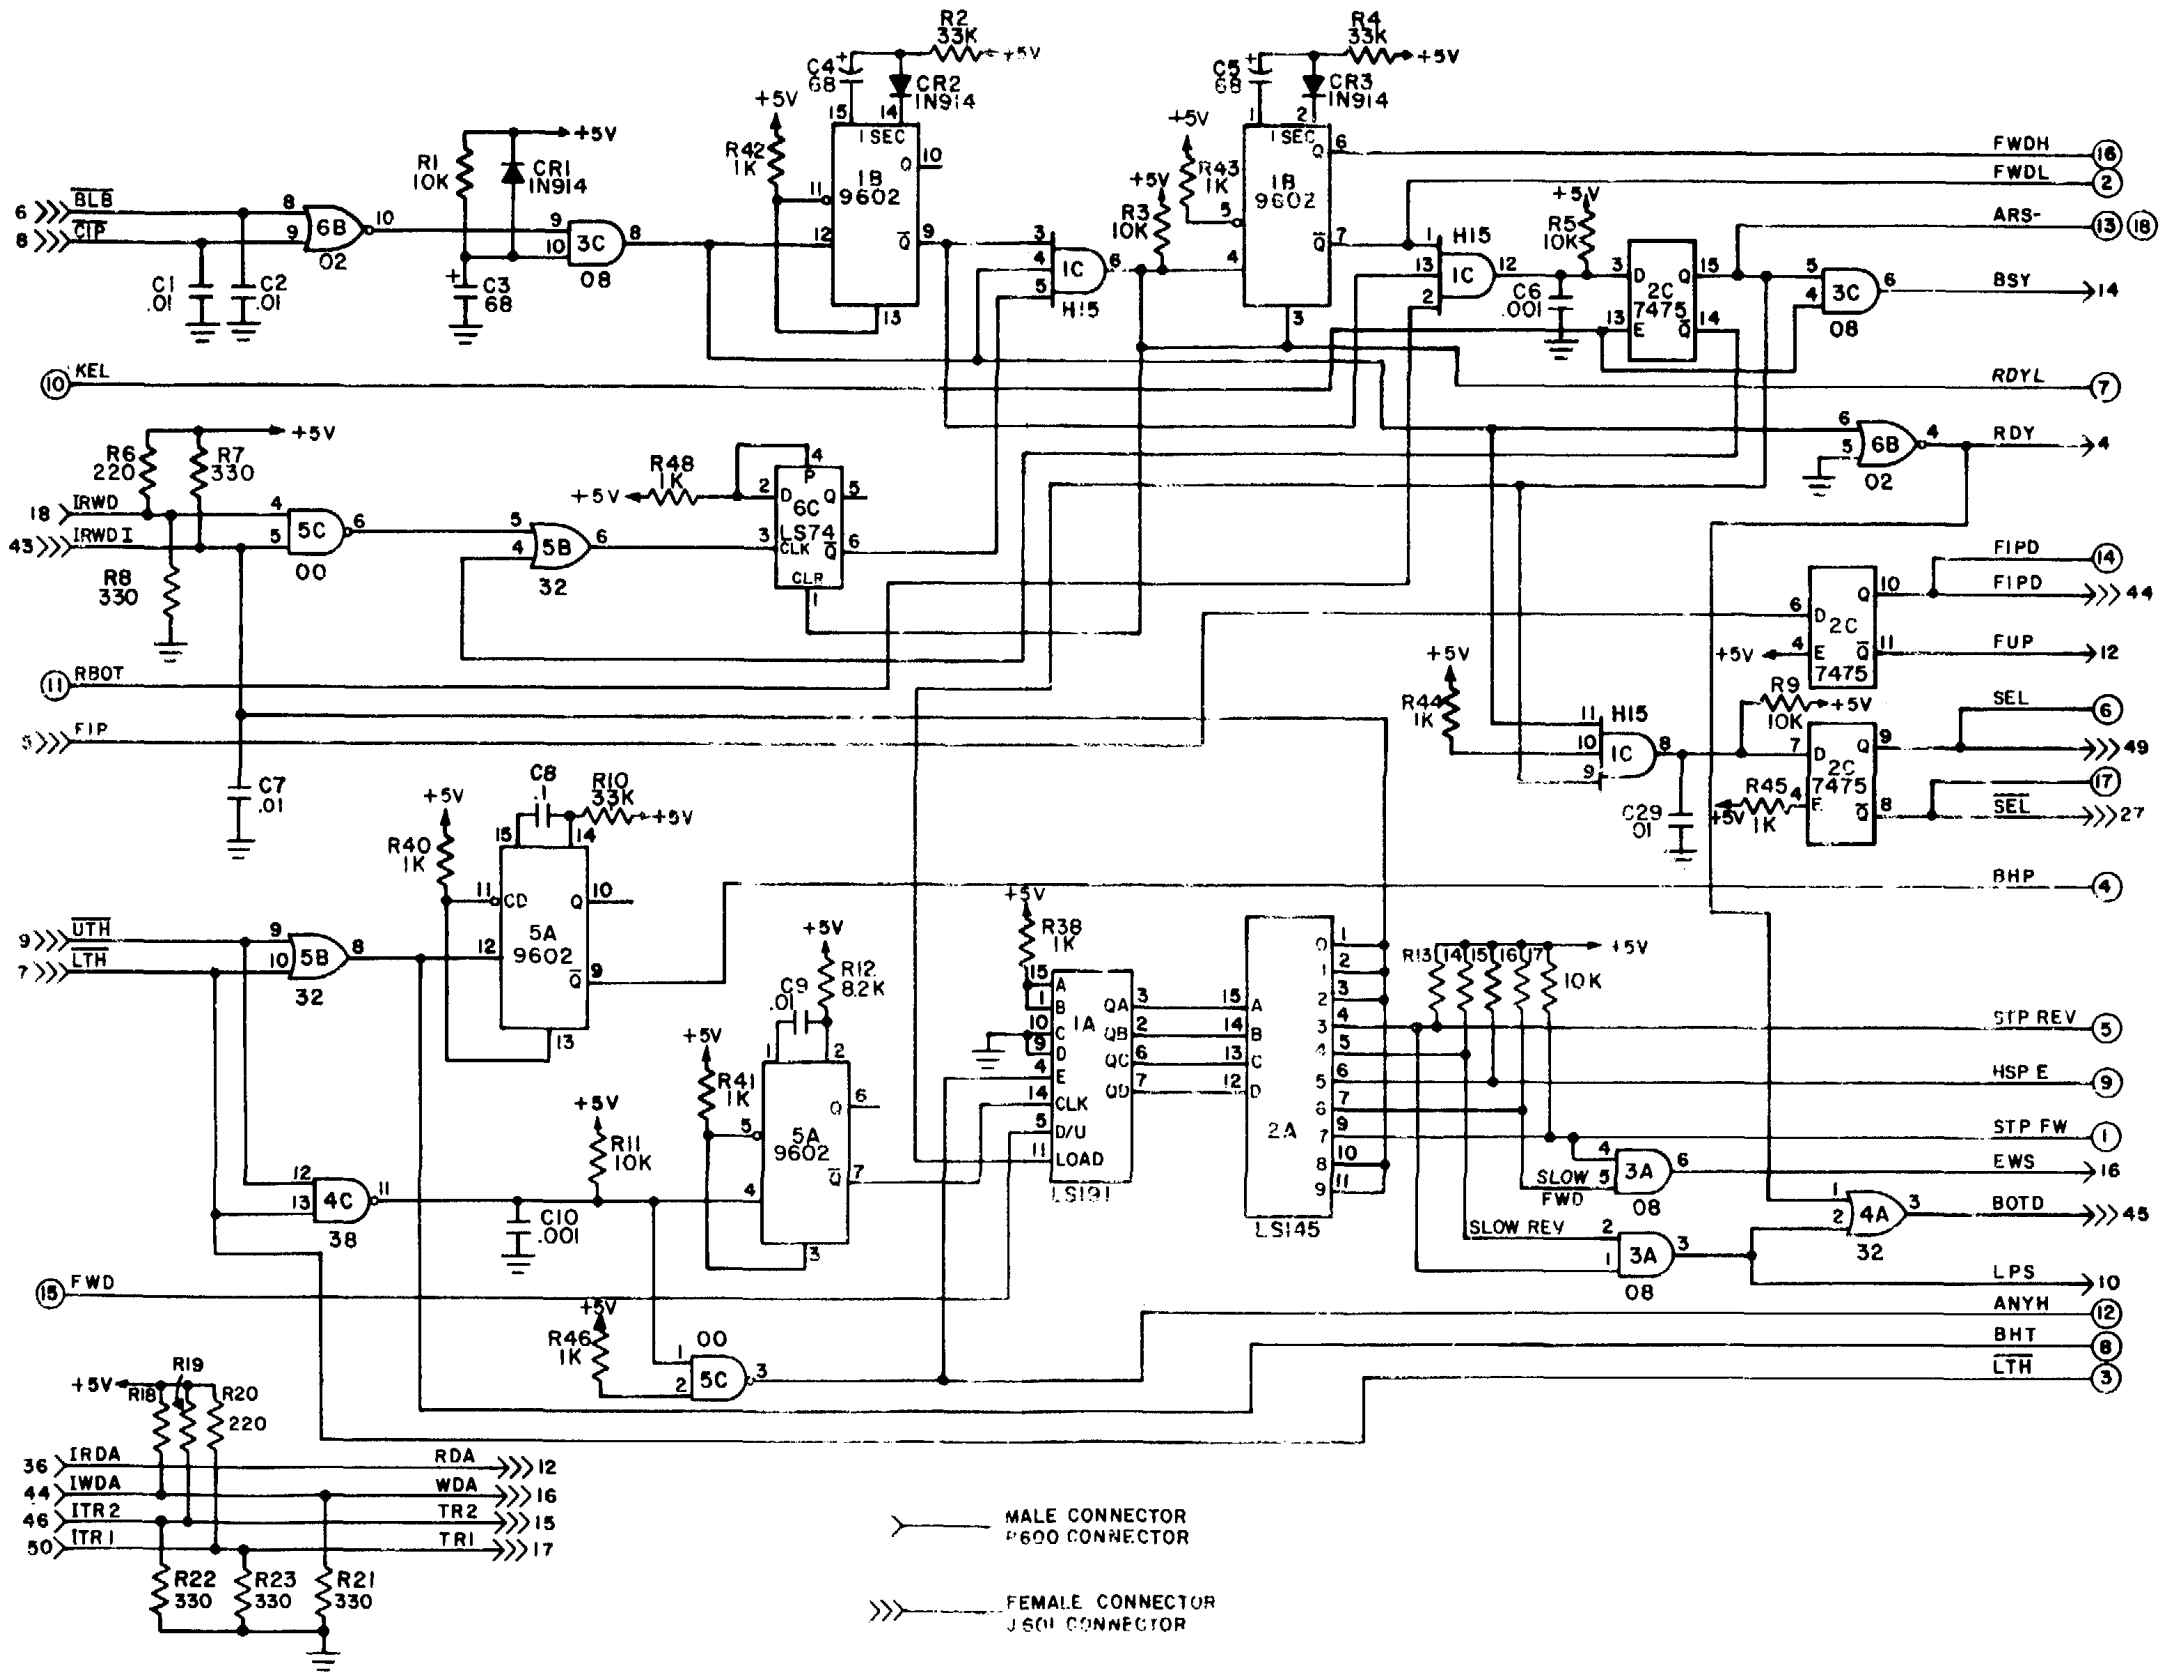 R2
33K
+5V
R4
33K
+5V
C4
68
+
CR2
1N914
C5
68
+
CR3
1N914
+5V
R42
1K
15
14
1 SEC
Q
10
11
1B
9602
12
Q
9
13
+5V
R43
1K
1
2
1 SEC
Q
6
5
1B
9602
4
Q
7
3
FWDH
16
FWDL
2
ARS-
13
18
BSY
14
R1
10K
+5V
CR1
1N914
6
BLB
8
CIP
8
9
6B
10
02
9
10
3C
8
08
C1
.01
C2
.01
+
C3
68
3
4
5
1C
6
H15
+5V
R3
10K
1
13
2
H15
1C
12
+5V
R5
10K
C6
.001
3
D
Q
15
2C
7475
13
E
Q
14
5
4
3C
6
08
10
KEL
RDYL
7
R6
220
R7
330
+5V
18
IRWD
43
IRWD I
4
5
5C
6
00
R8
330
5
4
5B
6
32
R48
1K
+5V
4
P
2
D
Q
5
6C
LS74
3
CLK
Q
6
CLR
1
6
5
6B
4
02
RDY
4
11
RBOT
5
FIP
C7
.01
6
D
Q
10
2C
+5V
4
E
Q
11
7475
FIPD
14
FIPD
44
FUP
12
+5V
R44
1K
11
10
9
H15
1C
8
R9
10K
+5V
C29
01
7
D
Q
9
2C
7475
R45
1K
+5V
4
E
Q
8
SEL
6
49
17
SEL
27
C8
.1
R10
33K
+5V
+5V
R40
1K
15
14
11
CD
Q
10
5A
9602
12
Q
9
13
BHP
4
9
UTH
7
LTH
9
10
5B
8
32
+5V
R12
8.2K
C9
.01
+5V
R41
1K
1
2
Q
6
5
5A
9602
4
Q
7
3
+5V
R38
1K
15
A
1
B
10
C
9
D
4
E
14
CLK
5
D/U
11
LOAD
1A
QA
3
QB
2
QC
6
QD
7
LS191
15
A
14
B
13
C
12
D
2A
0
1
1
2
2
3
3
4
4
5
5
6
6
7
7
9
8
10
9
11
LS145
R13
14
15
16
17
+5V
10K
STP REV
5
HSP E
9
STP FW
1
4
5
3A
6
08
SLOW
FWD
EWS
16
SLOW REV
2
1
3A
3
08
1
2
4A
3
32
BOTD
45
LPS
10
ANYH
12
BHT
8
LTH
3
12
13
4C
11
38
+5V
R11
10K
C10
.001
15
FWD
+5V
R46
1K
00
1
2
5C
3
+5V
R18
R19
R20
220
36
IRDA
RDA
12
44
IWDA
WDA
16
46
ITR2
TR2
15
50
ITR1
TR1
17
R22
330
R23
330
R21
330
MALE CONNECTOR
P600 CONNECTOR
FEMALE CONNECTOR
J601 CONNECTOR